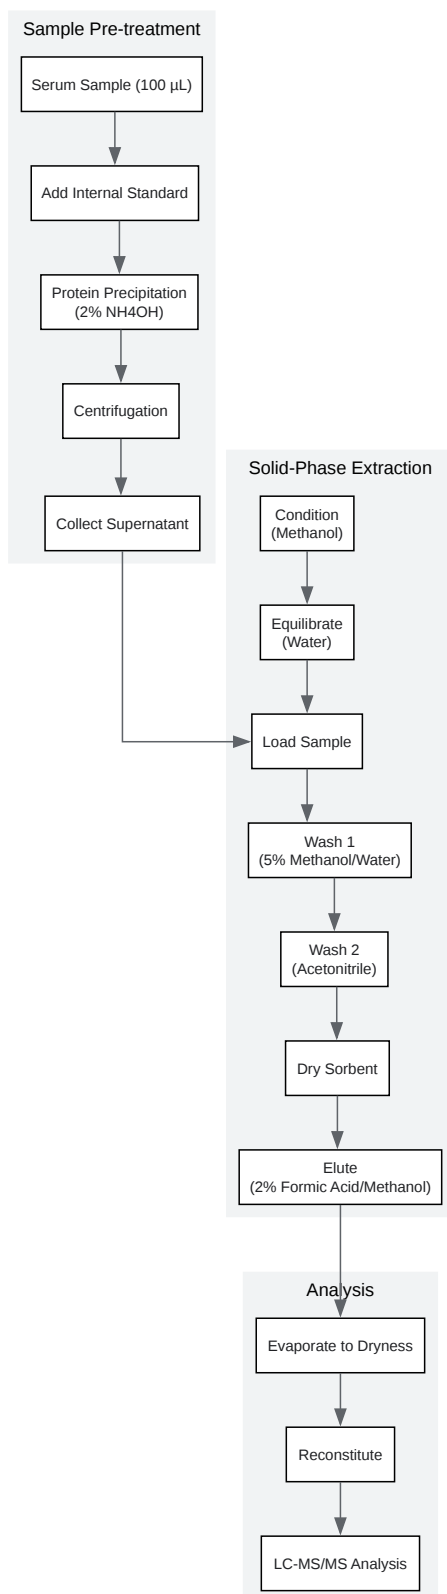 Sample Pre-treatment
Serum Sample (100 µL)
Add Internal Standard
Protein Precipitation
(2% NH4OH)
Centrifugation
Collect Supernatant
Solid-Phase Extraction
Condition
(Methanol)
Equilibrate
(Water)
Load Sample
Wash 1
(5% Methanol/Water)
Wash 2
(Acetonitrile)
Dry Sorbent
Elute
(2% Formic Acid/Methanol)
Analysis
Evaporate to Dryness
Reconstitute
LC-MS/MS Analysis